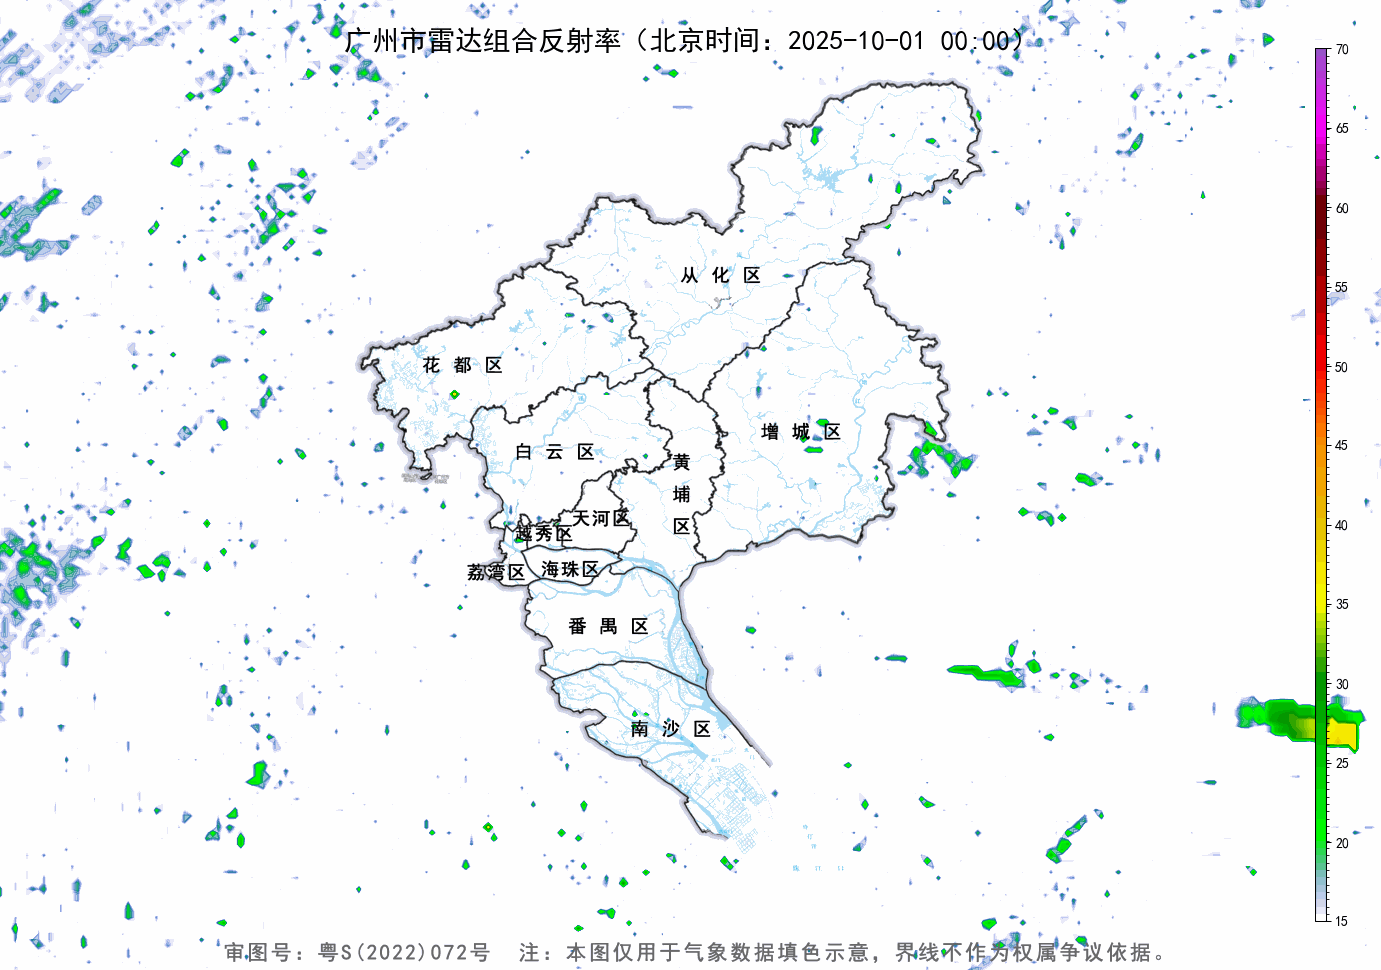 广州市雷达组合反射率（北京时间：2025-10-01 00:00）
70
65
60
55
50
45
40
35
30
25
20
15
从 化 区
花 都 区
增 城 区
白 云 区
黄
埔
区
天河区
越秀区
荔湾区
海珠区
番 禺 区
南 沙 区
审图号：粤S(2022)072号 注：本图仅用于气象数据填色示意，界线不作为权属争议依据。